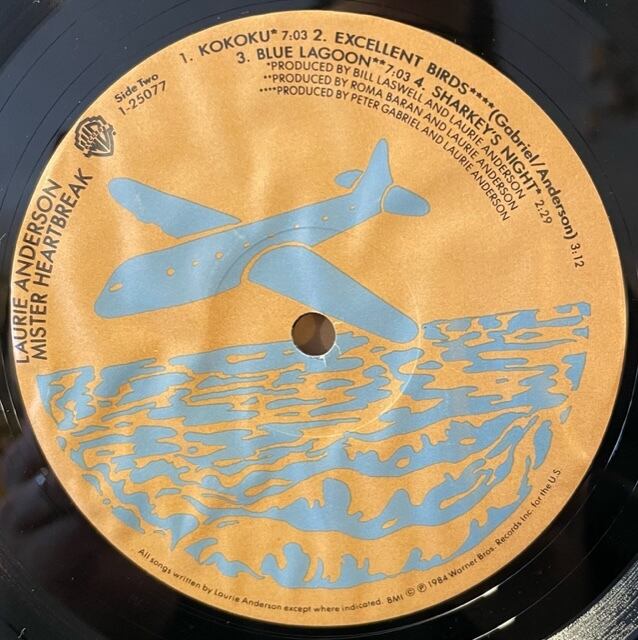 1. KOKOKU* 7:03 2. EXCELLENT BIRDS****(Gabriel/Anderson) 3:12
3. BLUE LAGOON**7:03 4. SHARKEY'S NIGHT* 2:29
*PRODUCED BY BILL LASWELL AND LAURIE ANDERSON
**PRODUCED BY ROMA BARAN AND LAURIE ANDERSON
****PRODUCED BY PETER GABRIEL AND LAURIE ANDERSON
Side Two
1-25077
LAURIE ANDERSON
MISTER HEARTBREAK
All songs written by Laurie Anderson except where indicated. BMI © ℗ 1984 Warner Bros. Records Inc. for the U.S